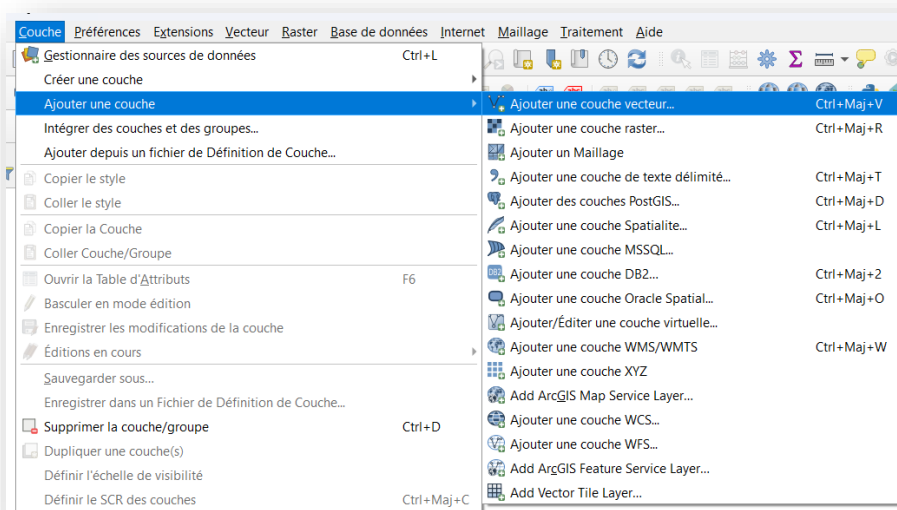 Couche Préférences Extensions Vecteur Raster Base de données Internet Maillage Traitement Aide
Gestionnaire des sources de données Ctrl+L
Créer une couche
Ajouter une couche
Intégrer des couches et des groupes...
Ajouter depuis un fichier de Définition de Couche...
Copier le style
Coller le style
Copier la Couche
Coller Couche/Groupe
Ouvrir la Table d'Attributs F6
Basculer en mode édition
Enregistrer les modifications de la couche
Éditions en cours
Sauvegarder sous...
Enregistrer dans un Fichier de Définition de Couche...
Supprimer la couche/groupe Ctrl+D
Dupliquer une couche(s)
Définir l'échelle de visibilité
Définir le SCR des couches Ctrl+Maj+C
Ajouter une couche vecteur... Ctrl+Maj+V
Ajouter une couche raster... Ctrl+Maj+R
Ajouter un Maillage
Ajouter une couche de texte délimité... Ctrl+Maj+T
Ajouter des couches PostGIS... Ctrl+Maj+D
Ajouter une couche Spatialite... Ctrl+Maj+L
Ajouter une couche MSSQL...
DB2 Ajouter une couche DB2... Ctrl+Maj+2
Ajouter une couche Oracle Spatial... Ctrl+Maj+O
Ajouter/Éditer une couche virtuelle...
Ajouter une couche WMS/WMTS Ctrl+Maj+W
Ajouter une couche XYZ
Add ArcGIS Map Service Layer...
Ajouter une couche WCS...
Ajouter une couche WFS...
Add ArcGIS Feature Service Layer...
Add Vector Tile Layer...